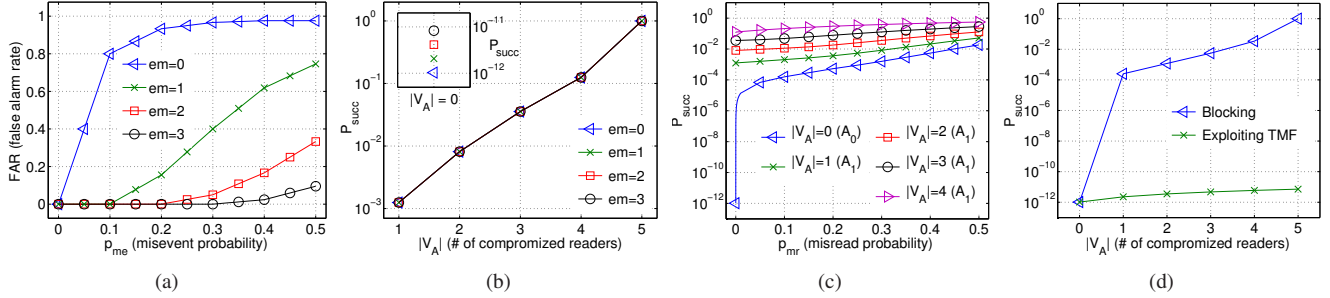 FAR (false alarm rate)
1
0.8
0.6
0.4
0.2
0
em=0
em=1
em=2
em=3
0 0.1 0.2 0.3 0.4 0.5
p_me (misevent probability)
(a)
P_succ
10^0
10^-1
10^-2
10^-3
10^-11
P_succ
10^-12
|V_A| = 0
em=0
em=1
em=2
em=3
1 2 3 4 5
|V_A| (# of compromized readers)
(b)
P_succ
10^0
10^-2
10^-4
10^-6
10^-8
10^-10
10^-12
|V_A|=0 (A_0) |V_A|=2 (A_1)
|V_A|=1 (A_1) |V_A|=3 (A_1)
|V_A|=4 (A_1)
0 0.1 0.2 0.3 0.4 0.5
p_mr (misread probability)
(c)
P_succ
10^0
10^-2
10^-4
10^-6
10^-8
10^-10
10^-12
Blocking
Exploiting TMF
0 1 2 3 4 5
|V_A| (# of compromized readers)
(d)